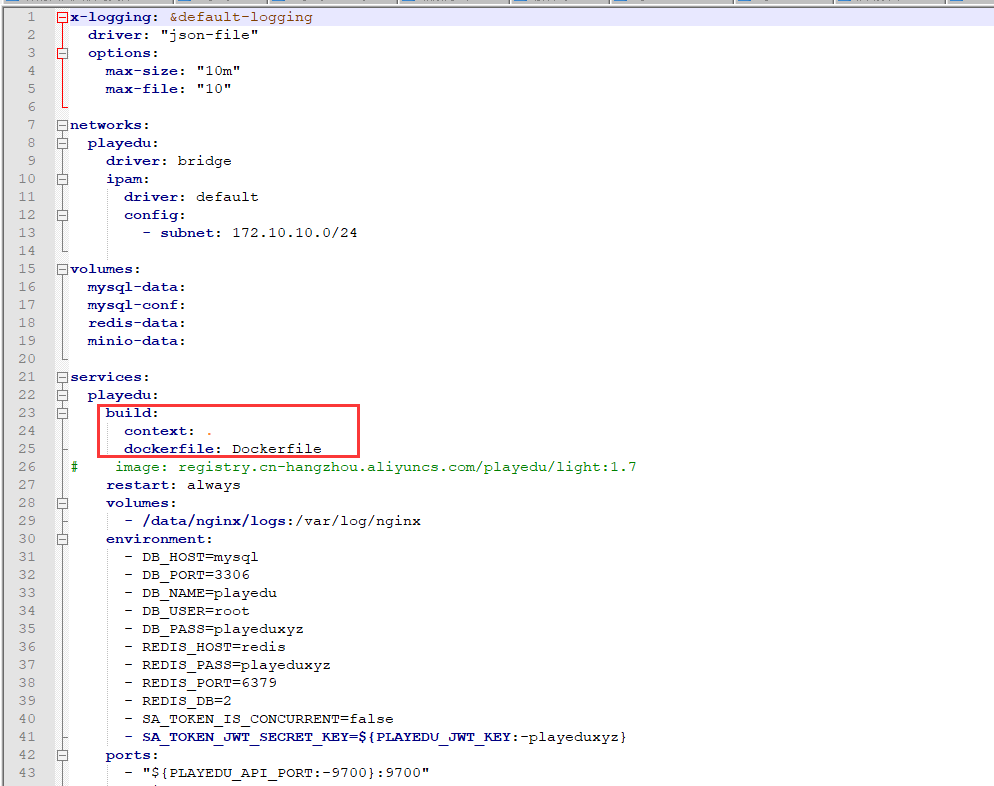 1 x-logging: &default-logging
2 driver: "json-file"
3 options:
4 max-size: "10m"
5 max-file: "10"
6
7 networks:
8 playedu:
9 driver: bridge
10 ipam:
11 driver: default
12 config:
13 - subnet: 172.10.10.0/24
14
15 volumes:
16 mysql-data:
17 mysql-conf:
18 redis-data:
19 minio-data:
20
21 services:
22 playedu:
23 build:
24 context: .
25 dockerfile: Dockerfile
26 # image: registry.cn-hangzhou.aliyuncs.com/playedu/light:1.7
27 restart: always
28 volumes:
29 - /data/nginx/logs:/var/log/nginx
30 environment:
31 - DB_HOST=mysql
32 - DB_PORT=3306
33 - DB_NAME=playedu
34 - DB_USER=root
35 - DB_PASS=playeduxyz
36 - REDIS_HOST=redis
37 - REDIS_PASS=playeduxyz
38 - REDIS_PORT=6379
39 - REDIS_DB=2
40 - SA_TOKEN_IS_CONCURRENT=false
41 - SA_TOKEN_JWT_SECRET_KEY=${PLAYEDU_JWT_KEY:-playeduxyz}
42 ports:
43 - "${PLAYEDU_API_PORT:-9700}:9700"